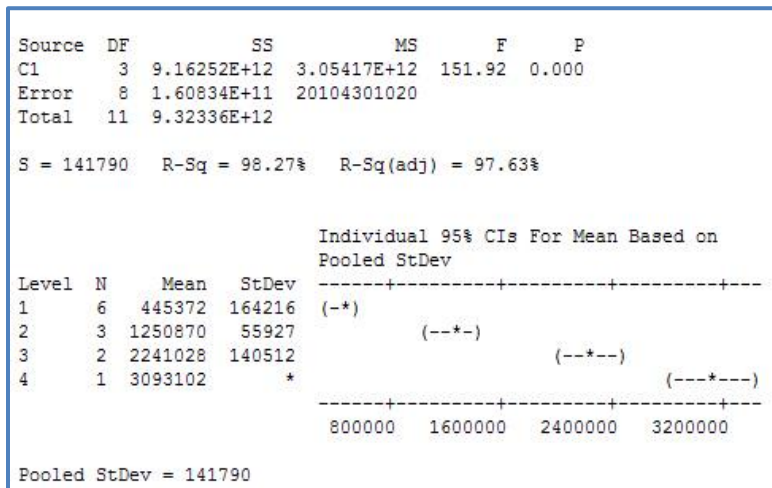 Source  DF           SS           MS       F      P
C1       3  9.16252E+12  3.05417E+12  151.92  0.000
Error    8  1.60834E+11  20104301020
Total   11  9.32336E+12
S = 141790   R-Sq = 98.27%   R-Sq(adj) = 97.63%
Individual 95% CIs For Mean Based on
Pooled StDev
Level  N     Mean   StDev  ------+---------+---------+---------+---
1      6   445372  164216  (-*)
2      3  1250870   55927           (--*-)
3      2  2241028  140512                       (--*--)
4      1  3093102       *                                 (---*---)
------+---------+---------+---------+---
800000   1600000   2400000   3200000
Pooled StDev = 141790